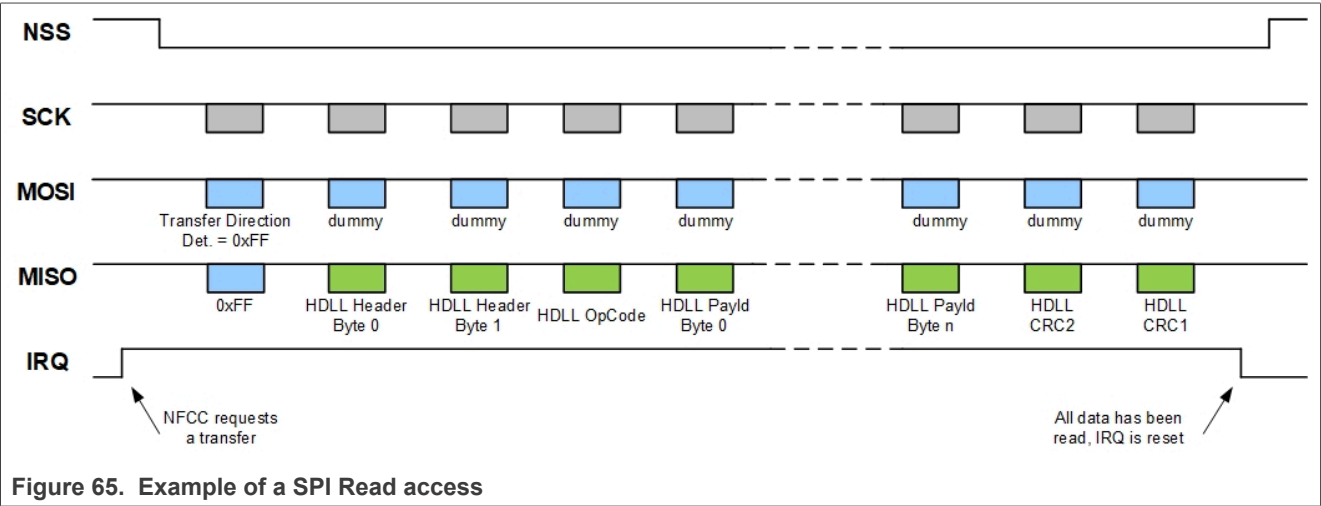 NSS
SCK
MOSI
Transfer Direction
Det. = 0xFF
dummy
dummy
dummy
dummy
dummy
dummy
dummy
MISO
0xFF
HDLL Header
Byte 0
HDLL Header
Byte 1
HDLL OpCode
HDLL Payld
Byte 0
HDLL Payld
Byte n
HDLL
CRC2
HDLL
CRC1
IRQ
NFCC requests
a transfer
All data has been
read, IRQ is reset
Figure 65. Example of a SPI Read access